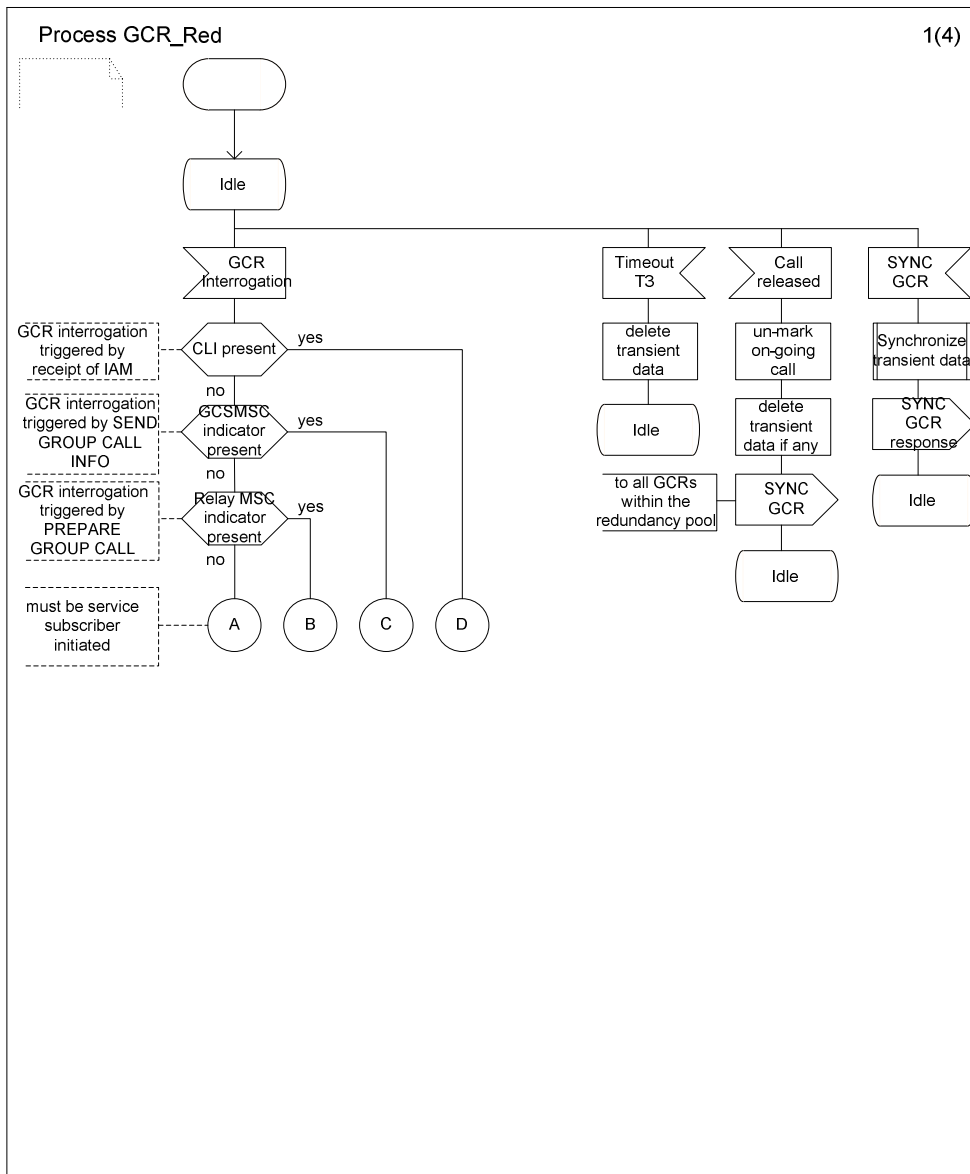 Process GCR_Red
1(4)
Idle
GCR
Interrogation
Timeout
T3
Call
released
SYNC
GCR
GCR interrogation
triggered by
receipt of IAM
CLI present
yes
no
delete
transient
data
un-mark
on-going
call
Synchronize
transient data
GCR interrogation
triggered by SEND
GROUP CALL
INFO
GCSMSC
indicator
present
yes
no
Idle
delete
transient
data if any
SYNC
GCR
response
GCR interrogation
triggered by
PREPARE
GROUP CALL
Relay MSC
indicator
present
yes
no
to all GCRs
within the
redundancy pool
SYNC
GCR
Idle
Idle
must be service
subscriber
initiated
A
B
C
D